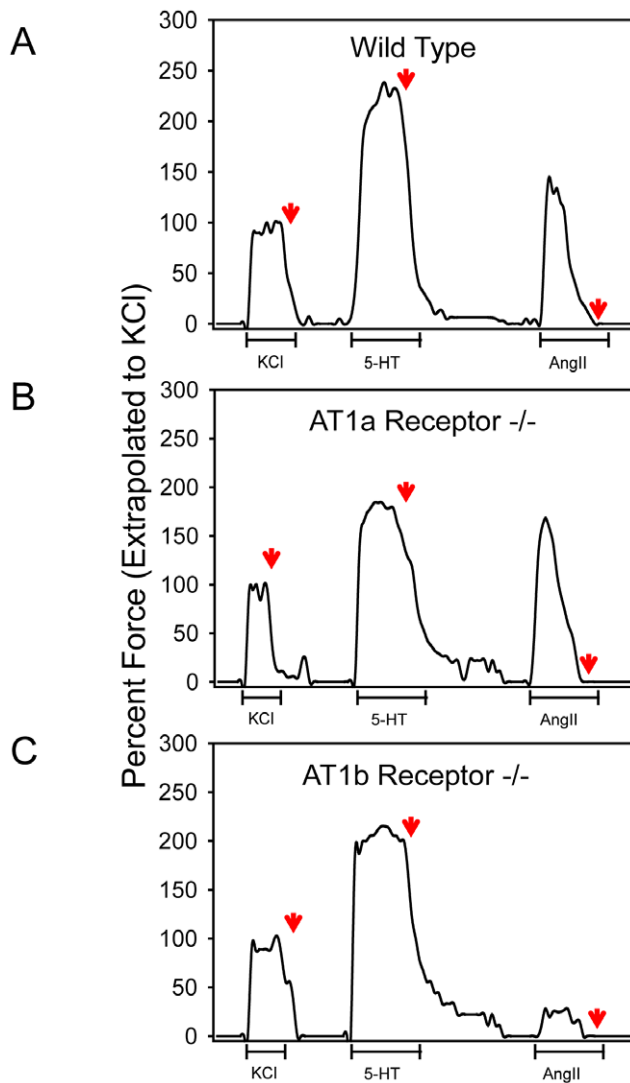 A
Wild Type
300
250
200
150
100
50
0
KCl
5-HT
AngII
Percent Force (Extrapolated to KCl)
B
AT1a Receptor -/-
300
250
200
150
100
50
0
KCl
5-HT
AngII
C
AT1b Receptor -/-
300
250
200
150
100
50
0
KCl
5-HT
AngII